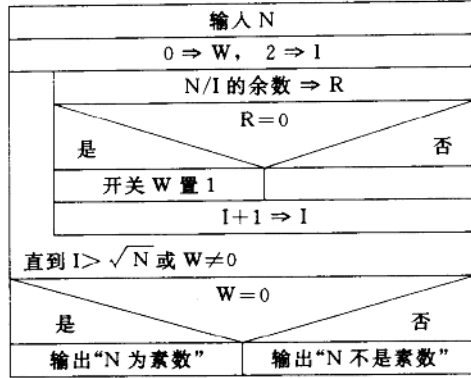 输入 N
0 ⇒ W, 2 ⇒ I
N/I 的余数 ⇒ R
R=0
是 否
开关 W 置 1
I+1 ⇒ I
直到 I> √N 或 W≠0
W=0
是 否
输出“N 为素数” 输出“N 不是素数”